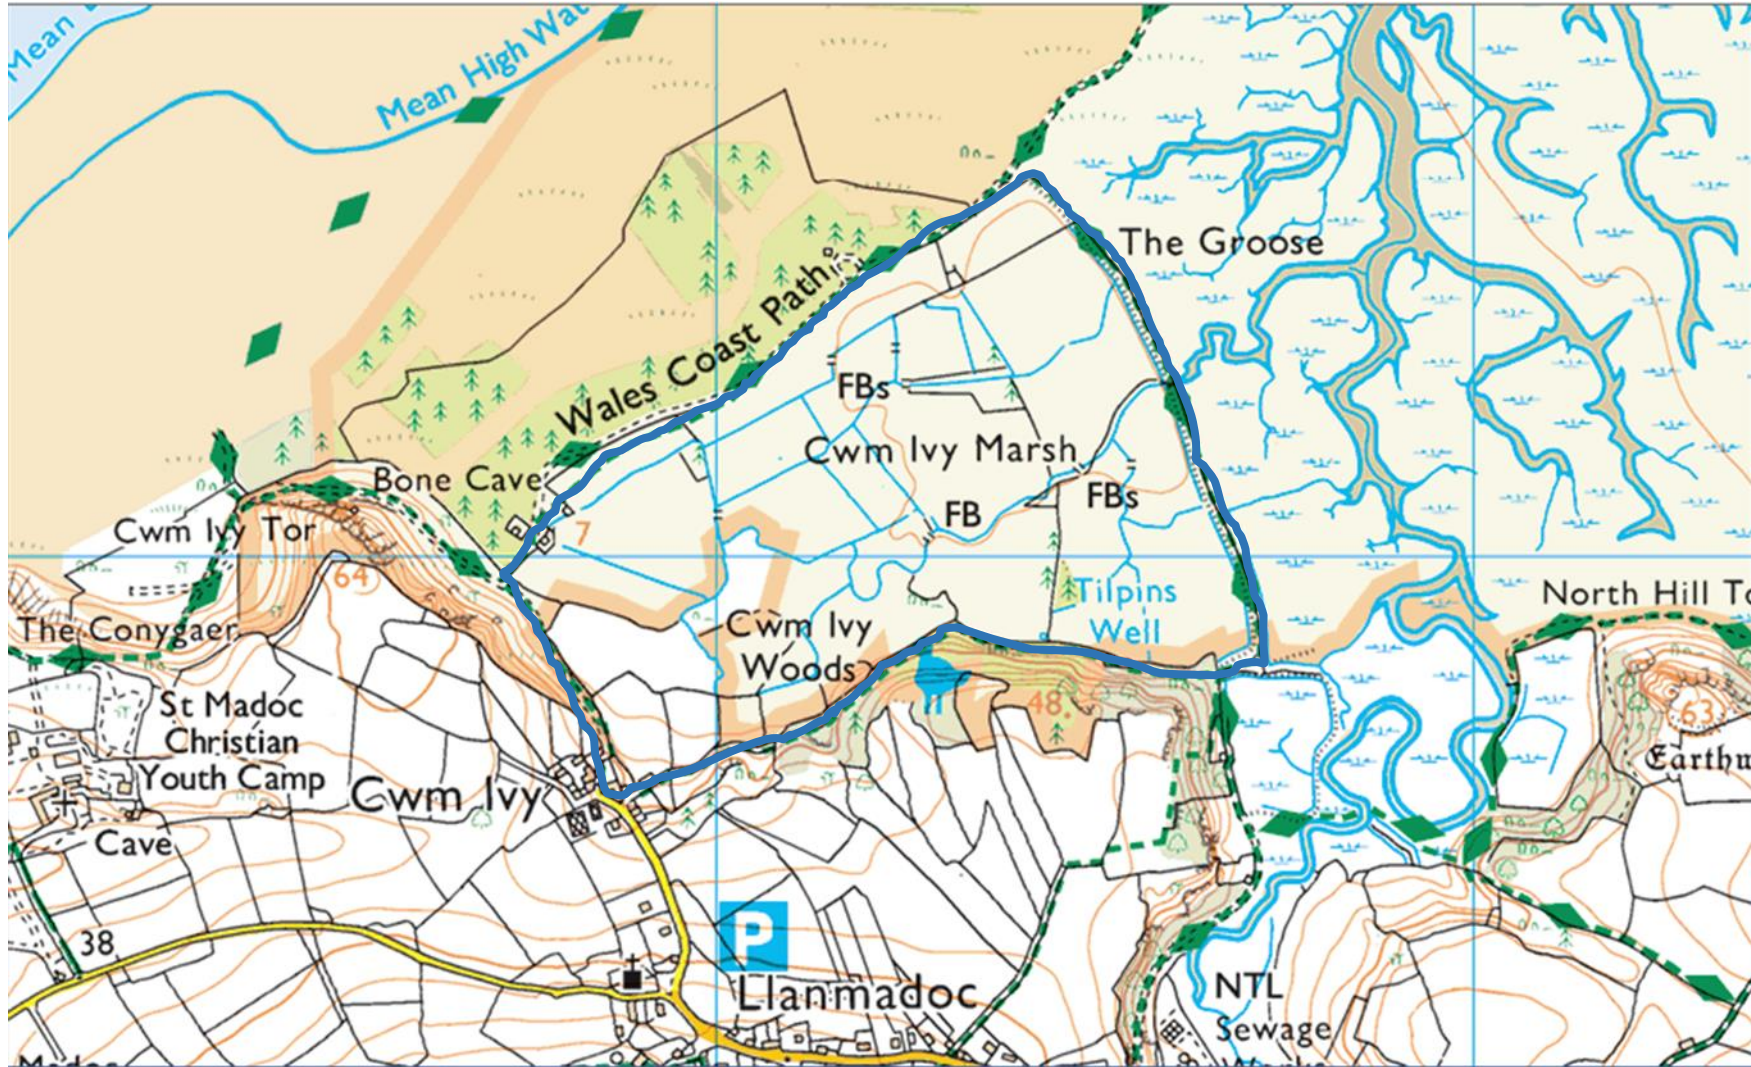 Mean
Mean High Wat
The Groose
Wales Coast Path
FBs
Cwm Ivy Marsh
Bone Cave
FBs
FB
Cwm Ivy Tor
7
64
Tilpins
Well
North Hill To
The Conygaer
Cwm Ivy
Woods
48
63
St Madoc
Christian
Youth Camp
Earthw
Cwm Ivy
Cave
38
P
Llanmadoc
NTL
Sewage